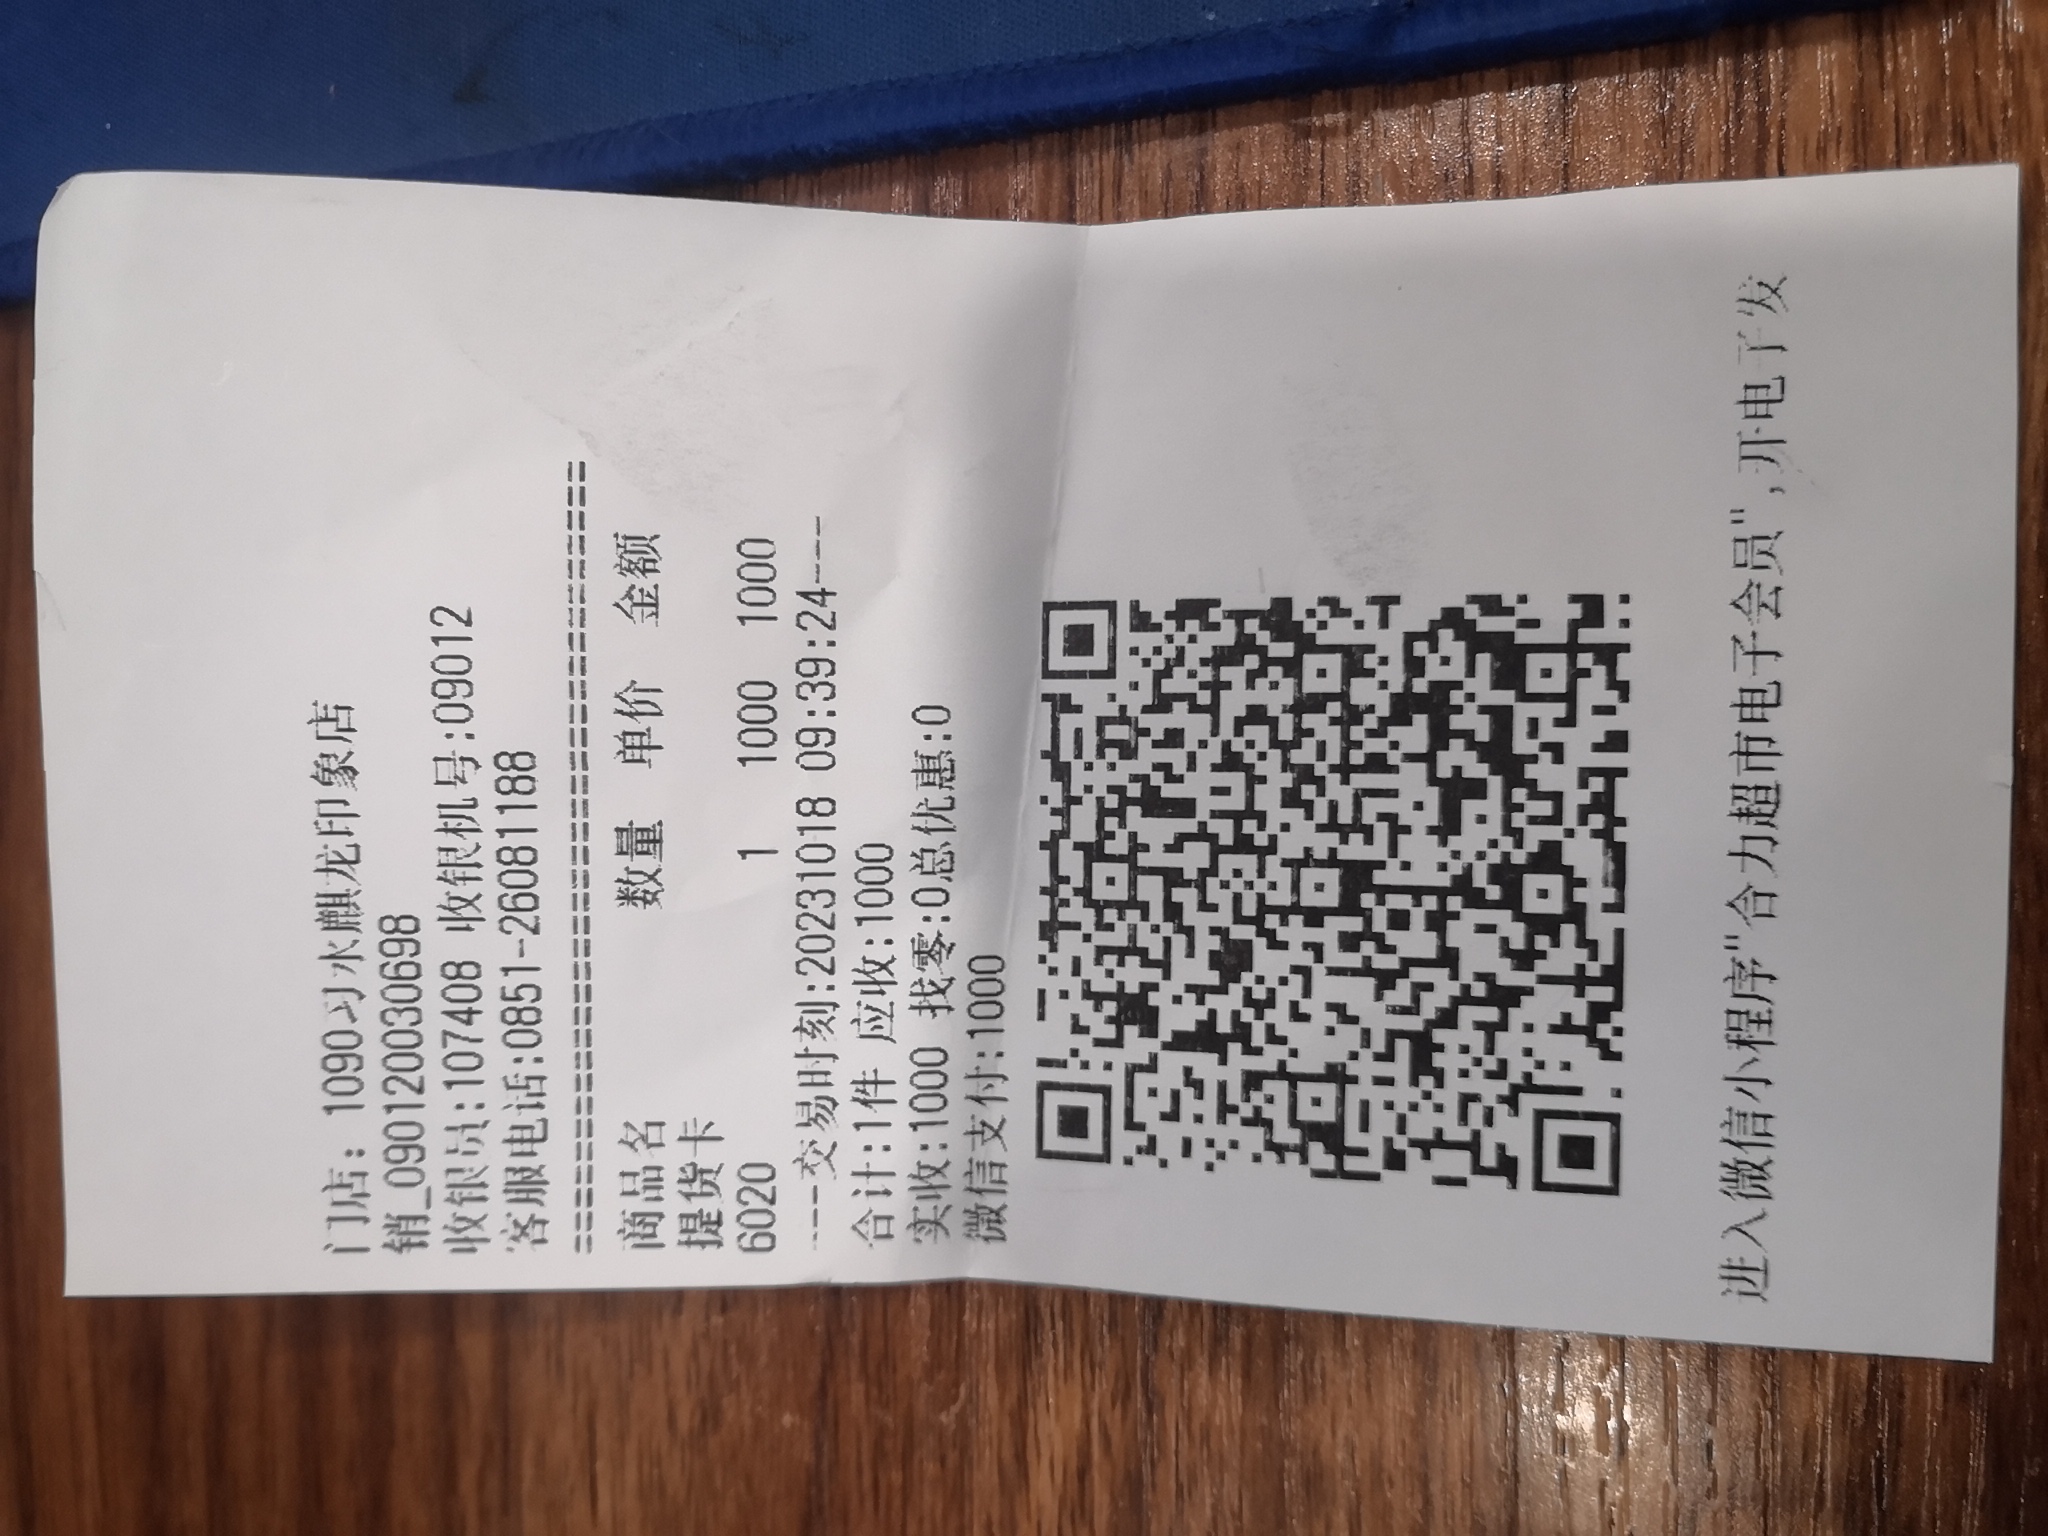 门店: 1090习水麒龙印象店
销_090120030698
收银员:107408 收银机号:09012
客服电话:0851-26081188
==========================================
商品名 数量 单价 金额
提货卡
6020 1 1000 1000
---交易时刻:20231018 09:39:24---
合计:1件 应收:1000
实收:1000 找零:0总优惠:0
微信支付:1000
进入微信小程序"合力超市电子会员",开电子发